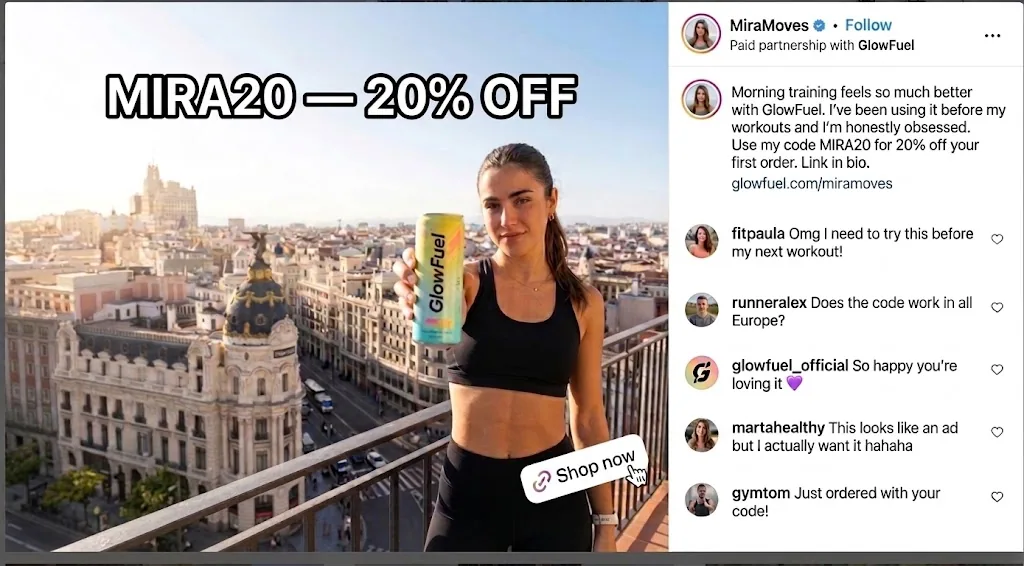 MIRA20 — 20% OFF
GlowFuel
Shop now
MiraMoves • Follow
Paid partnership with GlowFuel
Morning training feels so much better
with GlowFuel. I've been using it before my
workouts and I'm honestly obsessed.
Use my code MIRA20 for 20% off your
first order. Link in bio.
glowfuel.com/miramoves
fitpaula Omg I need to try this before
my next workout!
runneralex Does the code work in all
Europe?
glowfuel_official So happy you're
loving it 💜
martahealthy This looks like an ad
but I actually want it hahaha
gymtom Just ordered with your
code!